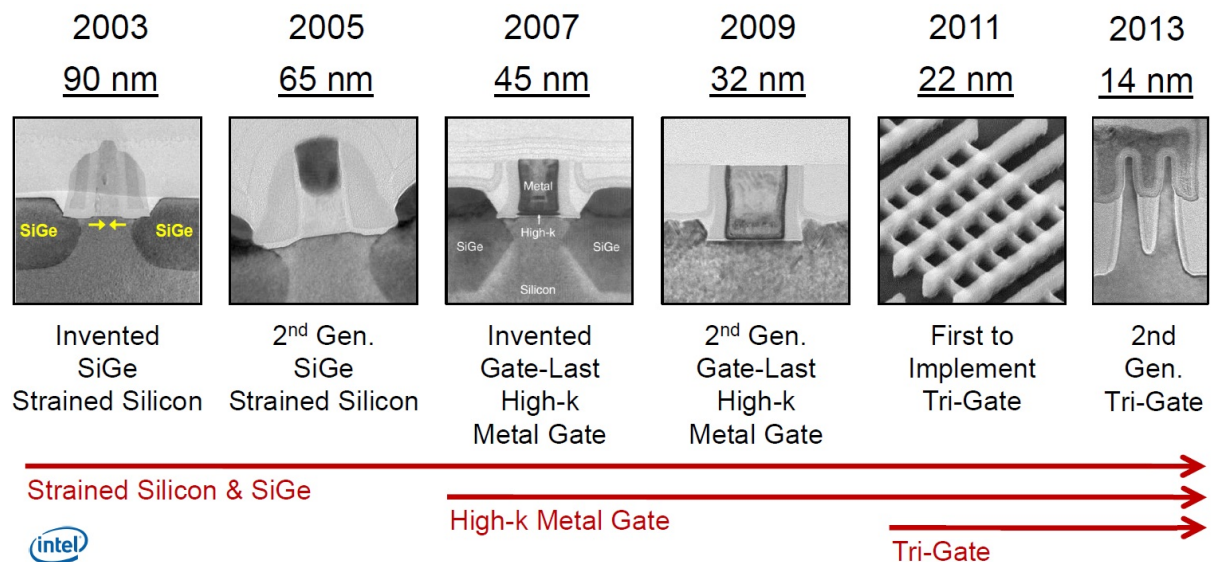 2003
90 nm
2005
65 nm
2007
45 nm
2009
32 nm
2011
22 nm
2013
14 nm
SiGe
SiGe
Metal
High-k
SiGe
SiGe
Silicon
Invented
SiGe
Strained Silicon
2nd Gen.
SiGe
Strained Silicon
Invented
Gate-Last
High-k
Metal Gate
2nd Gen.
Gate-Last
High-k
Metal Gate
First to
Implement
Tri-Gate
2nd
Gen.
Tri-Gate
Strained Silicon & SiGe
High-k Metal Gate
Tri-Gate
intel